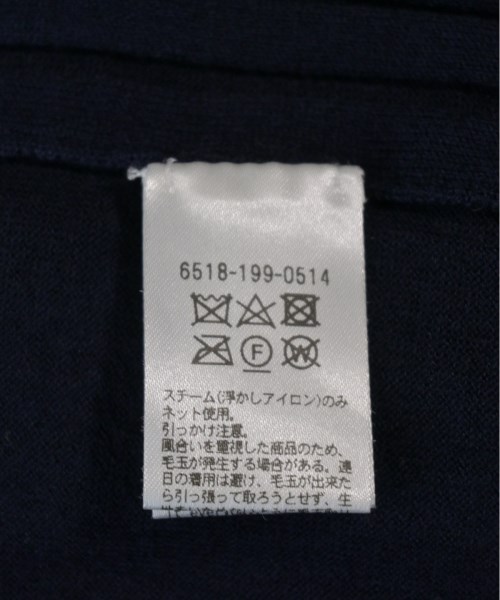 6518-199-0514
F
W
スチーム(浮かしアイロン)のみ
ネット使用。
引っかけ注意。
風合いを重視した商品のため、
毛玉が発生する場合がある。連
日の着用は避け、毛玉が出来た
ら引っ張って取ろうとせず、生